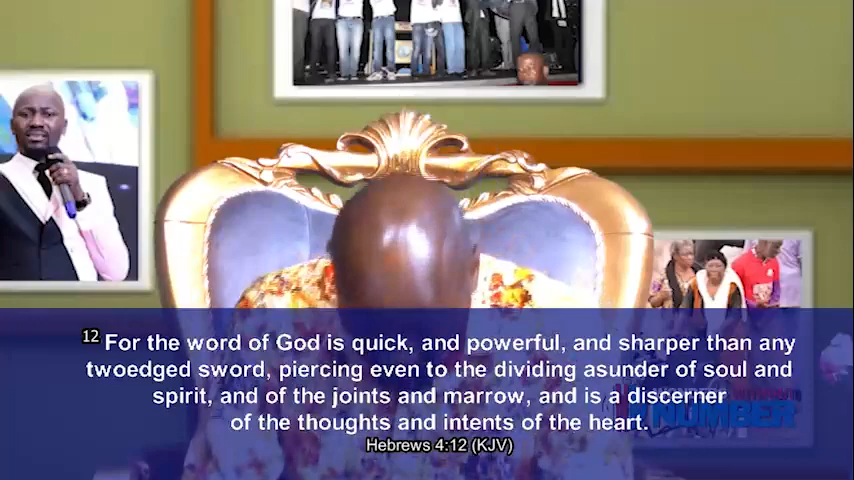 12 For the word of God is quick, and powerful, and sharper than any
twoedged sword, piercing even to the dividing asunder of soul and
spirit, and of the joints and marrow, and is a discerner
of the thoughts and intents of the heart.
Hebrews 4:12 (KJV)
WONDERS WITHOUT
NUMBER